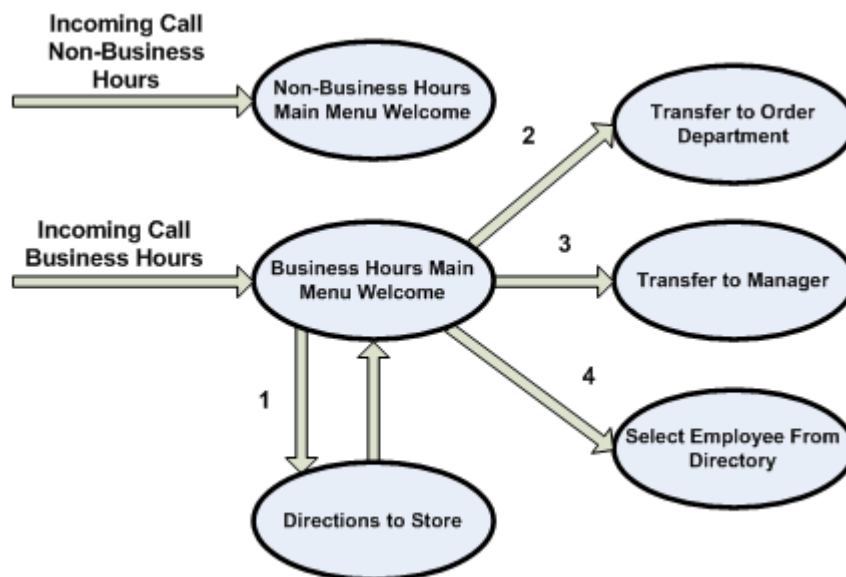 Incoming Call
Non-Business
Hours
Non-Business Hours
Main Menu Welcome
2
Transfer to Order
Department
Incoming Call
Business Hours
Business Hours Main
Menu Welcome
3
Transfer to Manager
1
4
Select Employee From
Directory
Directions to Store